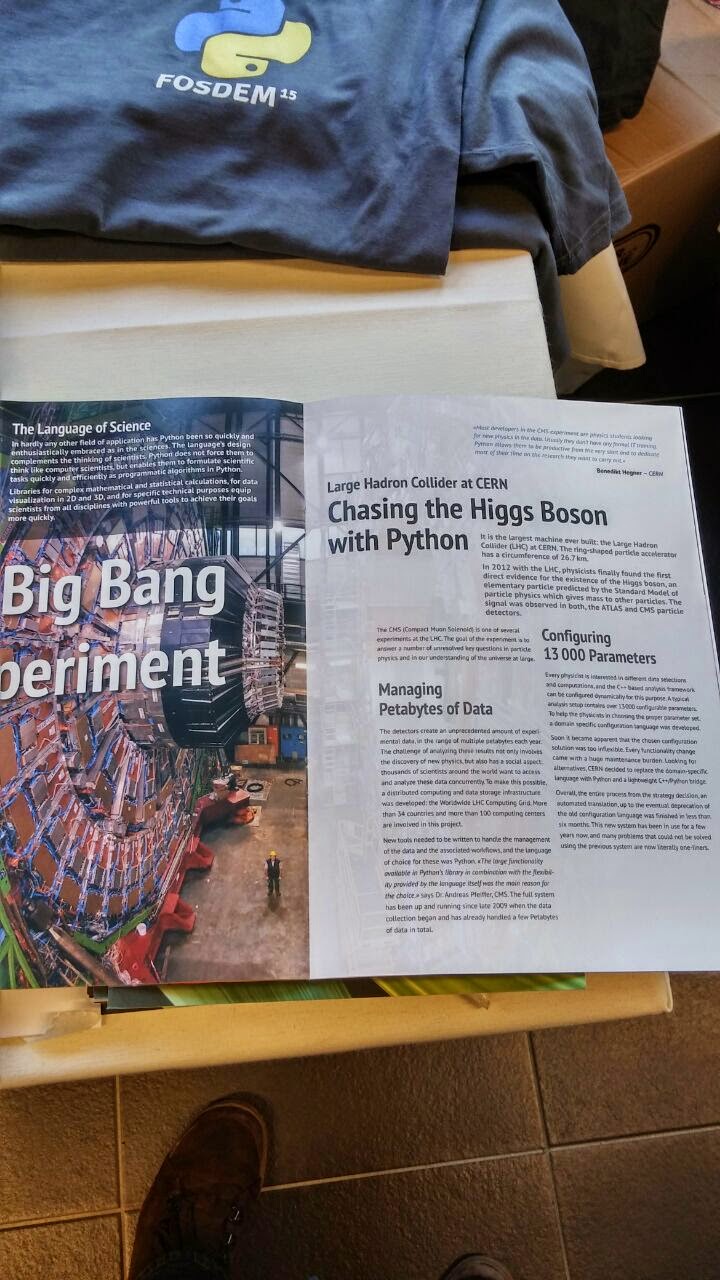 FOSDEM 15
The Language of Science
In hardly any other field of application has Python been so quickly and
enthusiastically embraced as in the sciences. The language's design
complements the thinking of scientists: Python does not force them to
think like computer scientists, but enables them to formulate scientific
tasks quickly and efficiently as programmatic algorithms in Python.
Libraries for complex mathematical and statistical calculations, for data
visualization in 2D and 3D, and for specific technical purposes equip
scientists from all disciplines with powerful tools to achieve their goals
more quickly.
Big Bang
periment
»Most developers in the CMS-experiment are physics students looking
for new physics in the data. Usually they don't have any formal IT training.
Python allows them to be productive from the very start and to dedicate
most of their time on the research they want to carry out.«
Benedikt Hegner – CERN
Large Hadron Collider at CERN
Chasing the Higgs Boson
with Python
It is the largest machine ever built: the Large Hadron
Collider (LHC) at CERN. The ring-shaped particle accelerator
has a circumference of 26.7 km.
In 2012 with the LHC, physicists finally found the first
direct evidence for the existence of the Higgs boson, an
elementary particle predicted by the Standard Model of
particle physics which gives mass to other particles. The
signal was observed in both, the ATLAS and CMS particle
detectors.
The CMS (Compact Muon Solenoid) is one of several
experiments at the LHC. The goal of the experiment is to
answer a number of unresolved key questions in particle
physics and in our understanding of the universe at large.
Managing
Petabytes of Data
The detectors create an unprecedented amount of experi-
mental data, in the range of multiple petabytes each year.
The challenge of analyzing these results not only involves
the discovery of new physics, but also has a social aspect:
thousands of scientists around the world want to access
and analyze these data concurrently. To make this possible,
a distributed computing and data storage infrastructure
was developed: the Worldwide LHC Computing Grid. More
than 34 countries and more than 100 computing centers
are involved in this project.
New tools needed to be written to handle the management
of the data and the associated workflows, and the language
of choice for these was Python. »The large functionality
available in Python's library in combination with the flexibil-
ity provided by the language itself was the main reason for
the choice.« says Dr. Andreas Pfeiffer, CMS. The full system
has been up and running since late 2009 when the data
collection began and has already handled a few Petabytes
of data in total.
Configuring
13 000 Parameters
Every physicist is interested in different data selections
and computations, and the C++ based analysis framework
can be configured dynamically for this purpose. A typical
analysis setup contains over 13 000 configurable parameters.
To help the physicists in choosing the proper parameter set,
a domain specific configuration language was developed.
Soon it became apparent that the chosen configuration
solution was too inflexible. Every functionality change
came with a huge maintenance burden. Looking for
alternatives, CERN decided to replace the domain-specific
language with Python and a lightweight C++/Python bridge.
Overall, the entire process from the strategy decision, an
automated translation, up to the eventual deprecation of
the old configuration language was finished in less than
six months. This new system has been in use for a few
years now, and many problems that could not be solved
using the previous system are now literally one-liners.